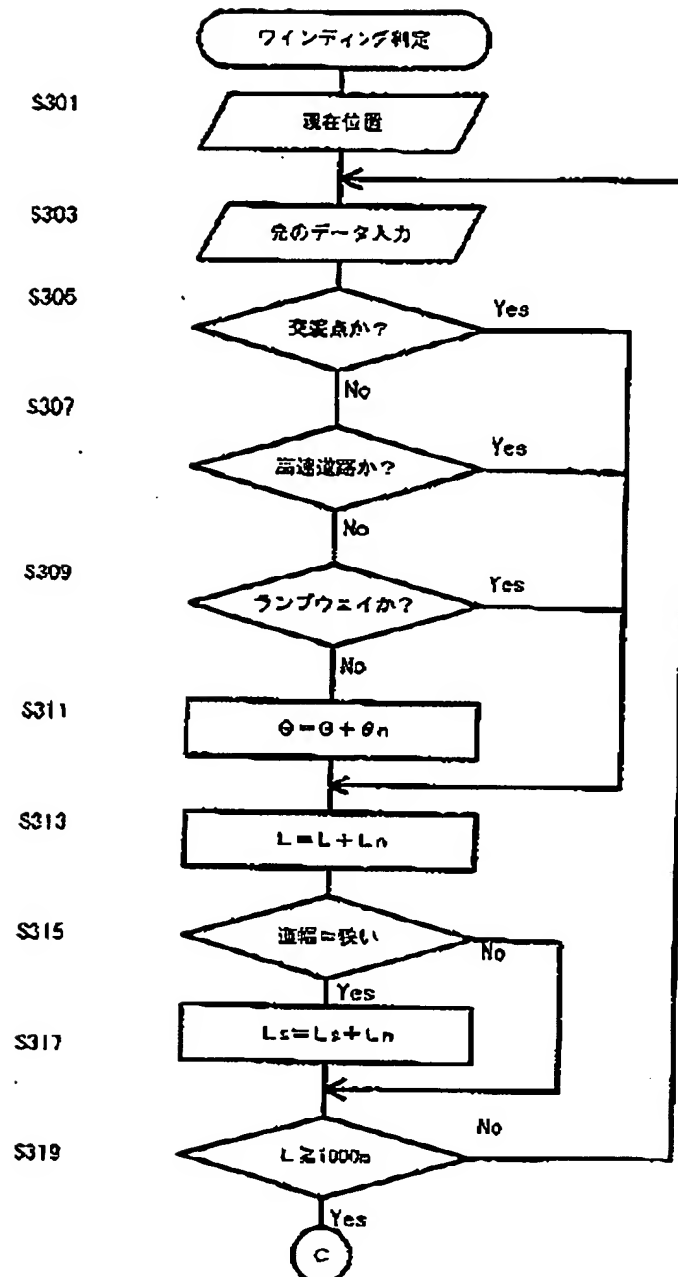 ワインディング判定
S301
現在位置
S303
先のデータ入力
S305
交差点か?
Yes
No
S307
高速道路か?
Yes
No
S309
ランプウェイか?
Yes
No
S311
Θ=Θ+θn
S313
L=L+Ln
S315
道幅=狭い
No
Yes
S317
Ls=Ls+Ln
S319
L≧1000m
No
Yes
C